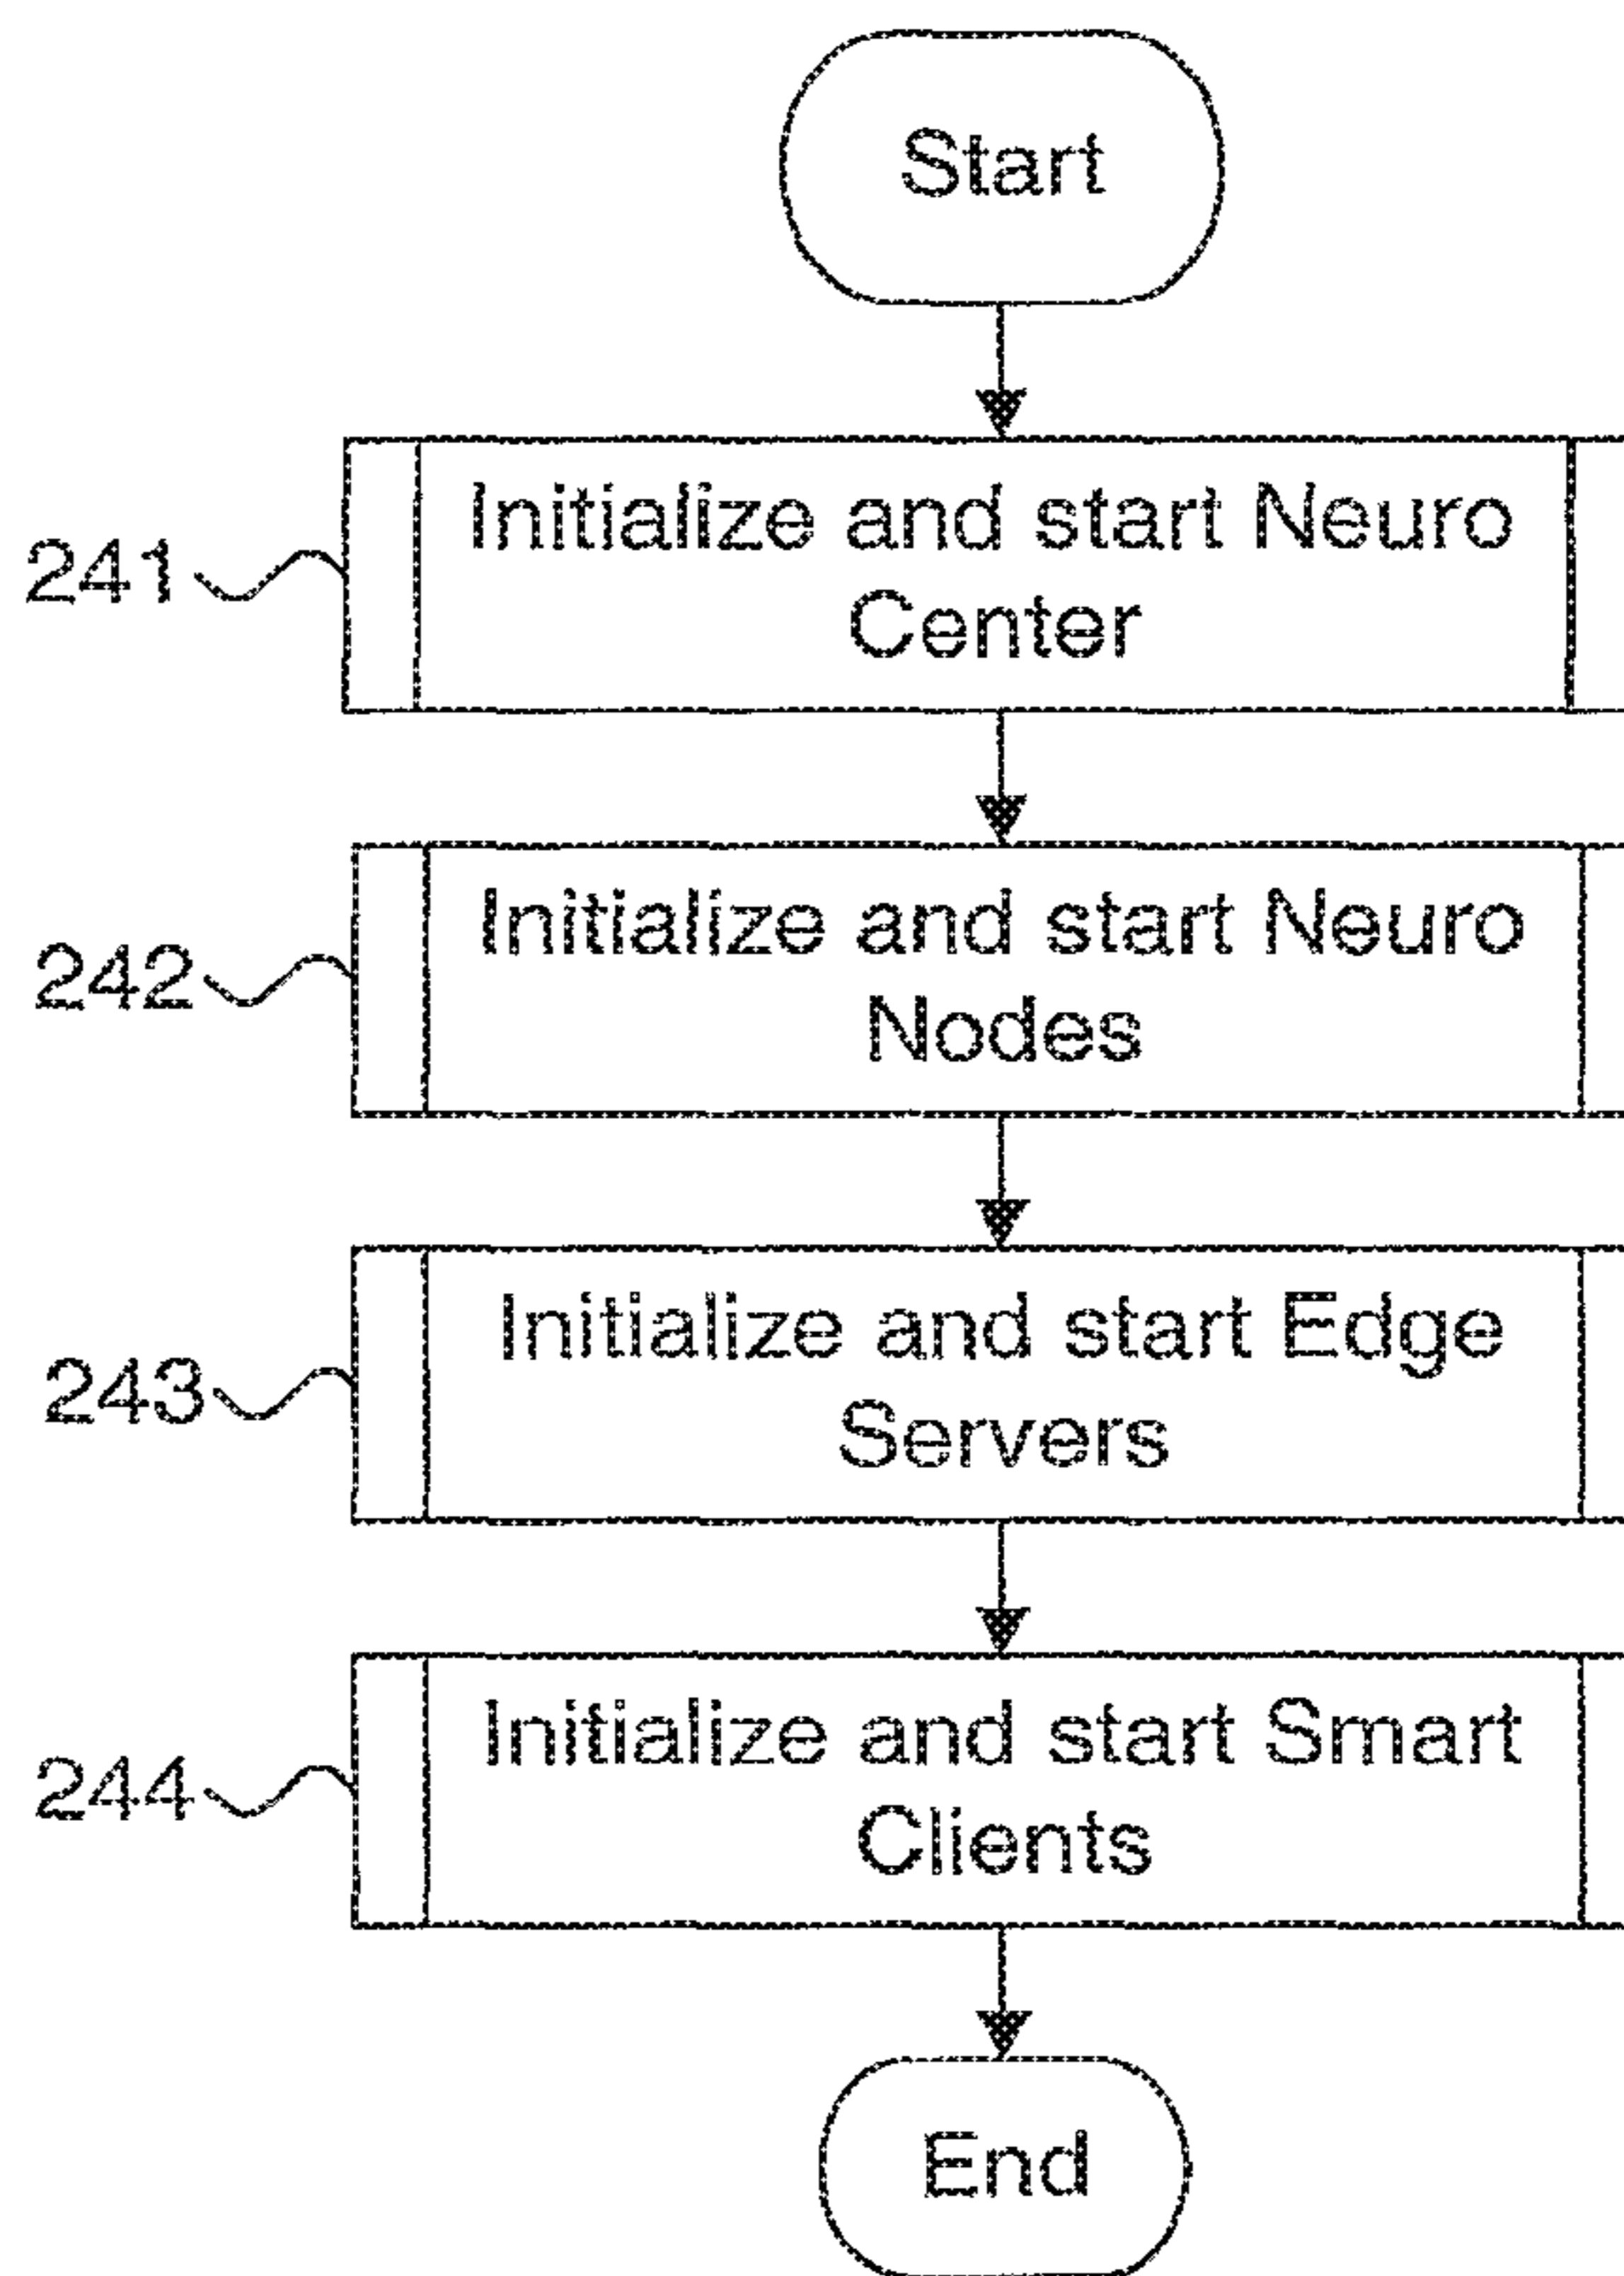 Start
241
Initialize and start Neuro
Center
242
Initialize and start Neuro
Nodes
243
Initialize and start Edge
Servers
244
Initialize and start Smart
Clients
End